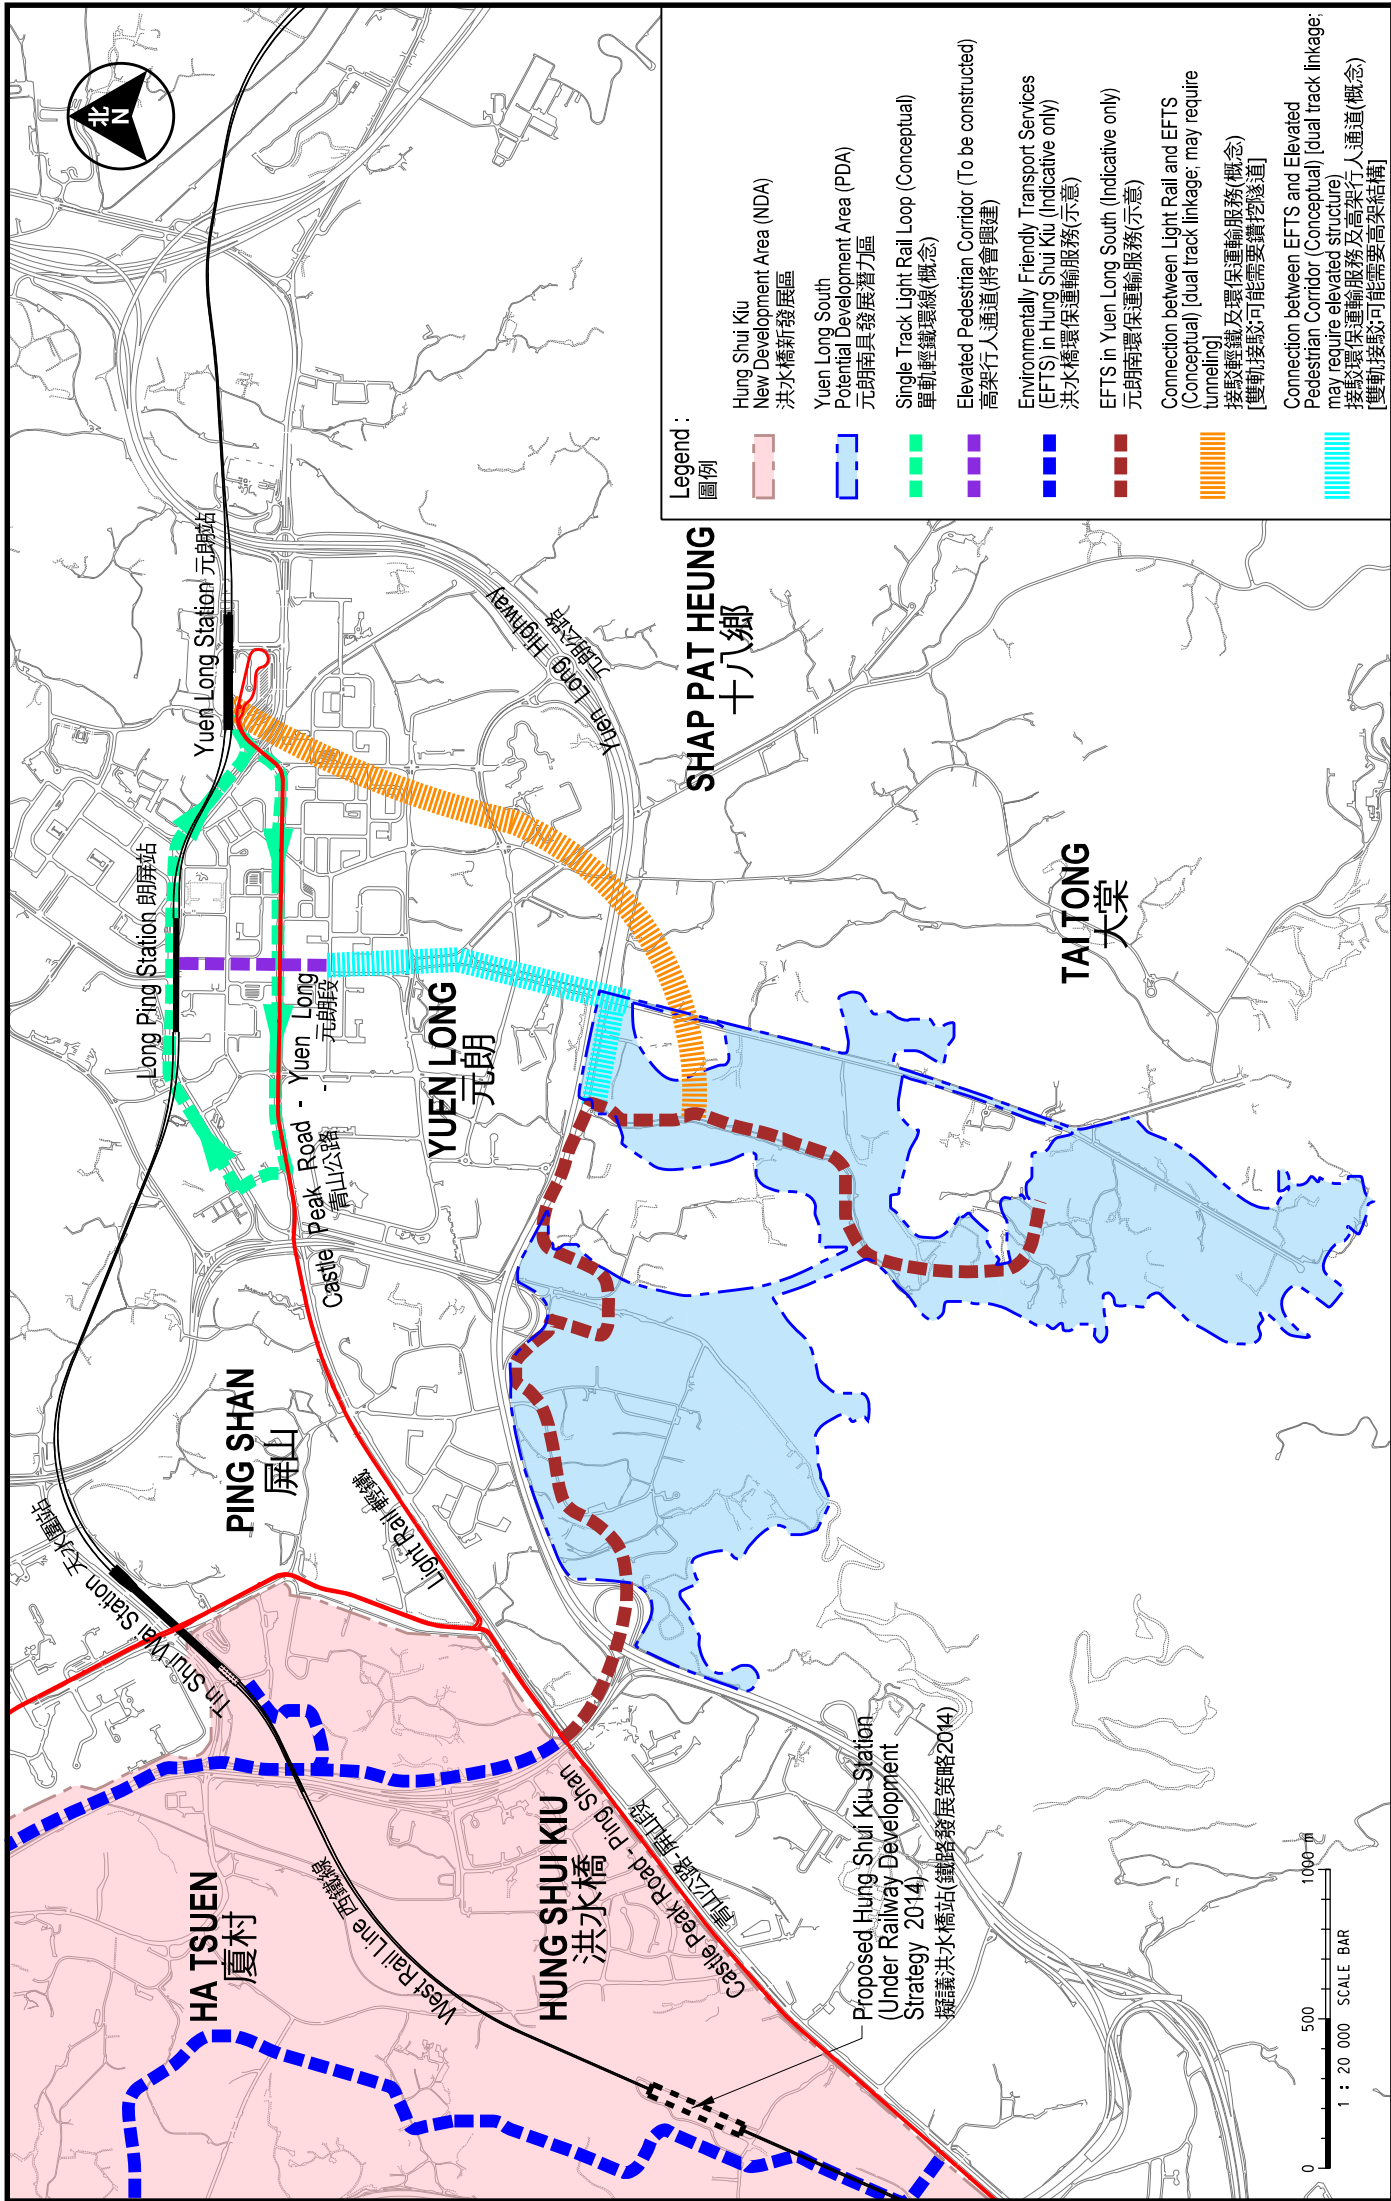 北
N
Yuen Long Station 元朗站
Long Ping Station 朗屏站
Tin Shui Wai Station 天水圍站
Yuen Long Highway
元朗公路
Castle Peak Road - Yuen Long
青山公路 - 元朗段
YUEN LONG
元朗
SHAP PAT HEUNG
十八鄉
TAI TONG
大棠
PING SHAN
屏山
Light Rail 輕鐵
HA TSUEN
廈村
West Rail Line 西鐵線
HUNG SHUI KIU
洪水橋
Castle Peak Road - Ping Shan
青山公路-屏山段
Proposed Hung Shui Kiu Station
(Under Railway Development
Strategy 2014)
擬議洪水橋站(鐵路發展策略2014)
0 500 1000 m
1 : 20 000 SCALE BAR
Legend :
圖例
Hung Shui Kiu
New Development Area (NDA)
洪水橋新發展區
Yuen Long South
Potential Development Area (PDA)
元朗南具發展潛力區
Single Track Light Rail Loop (Conceptual)
單軌輕鐵環線(概念)
Elevated Pedestrian Corridor (To be constructed)
高架行人通道(將會興建)
Environmentally Friendly Transport Services
(EFTS) in Hung Shui Kiu (Indicative only)
洪水橋環保運輸服務(示意)
EFTS in Yuen Long South (Indicative only)
元朗南環保運輸服務(示意)
Connection between Light Rail and EFTS
(Conceptual) [dual track linkage; may require
tunneling]
接駁輕鐵及環保運輸服務(概念)
[雙軌接駁;可能需要鑽挖隧道]
Connection between EFTS and Elevated
Pedestrian Corridor (Conceptual) [dual track linkage;
may require elevated structure)
接駁環保運輸服務及高架行人通道(概念)
[雙軌接駁;可能需要高架結構]